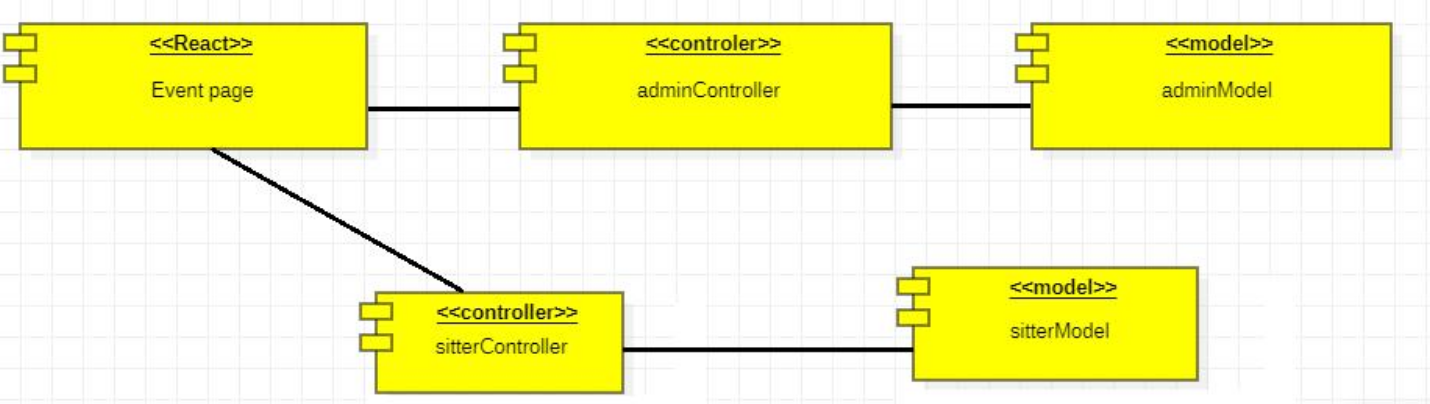 <<React>>
Event page
<<controler>>
adminController
<<model>>
adminModel
<<controller>>
sitterController
<<model>>
sitterModel